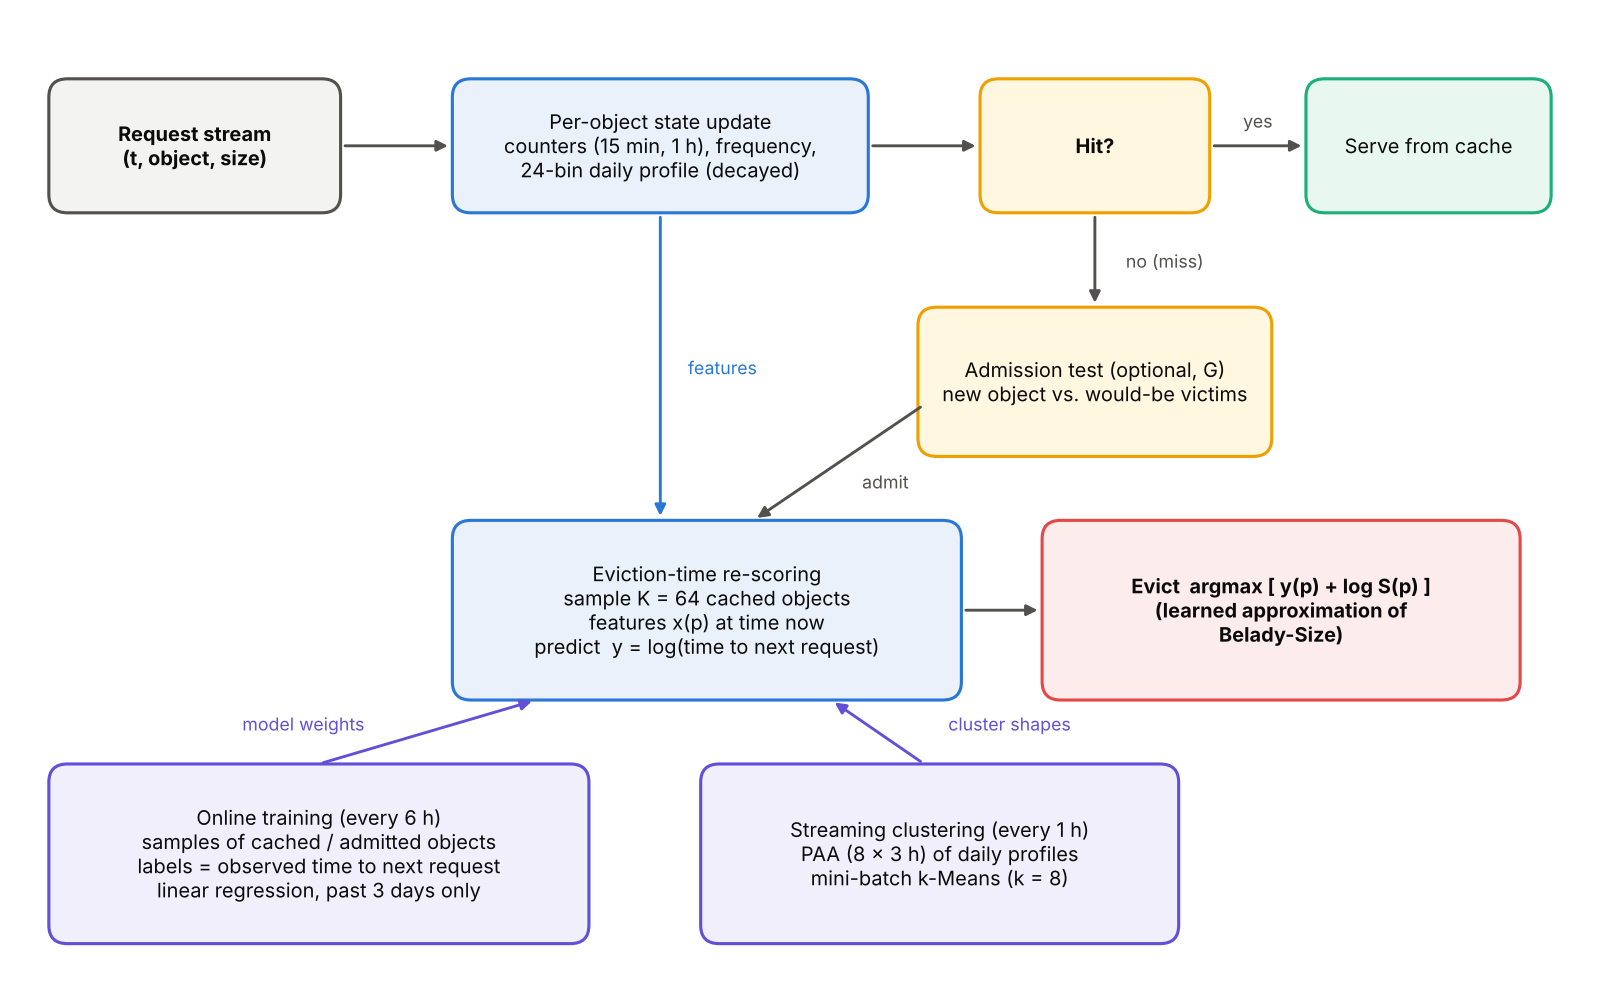 Request stream
(t, object, size)
Per-object state update
counters (15 min, 1 h), frequency,
24-bin daily profile (decayed)
Hit?
yes
Serve from cache
no (miss)
features
Admission test (optional, G)
new object vs. would-be victims
admit
Eviction-time re-scoring
sample K = 64 cached objects
features x(p) at time now
predict  y = log(time to next request)
Evict  argmax [ y(p) + log S(p) ]
(learned approximation of
Belady-Size)
model weights
cluster shapes
Online training (every 6 h)
samples of cached / admitted objects
labels = observed time to next request
linear regression, past 3 days only
Streaming clustering (every 1 h)
PAA (8 × 3 h) of daily profiles
mini-batch k-Means (k = 8)